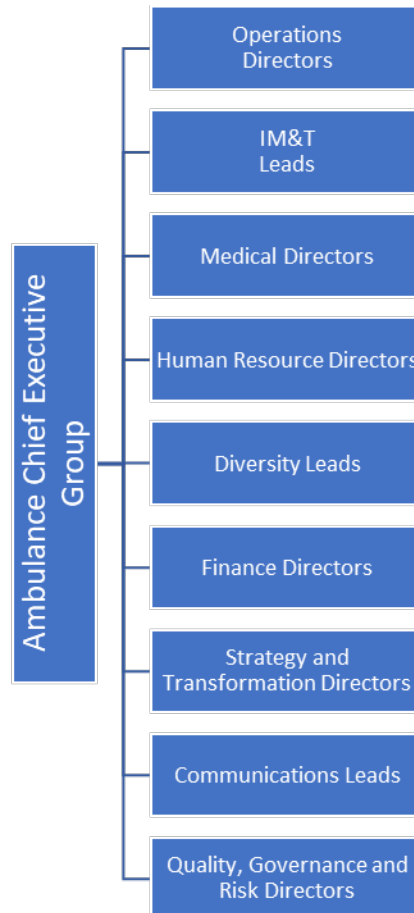 Ambulance Chief Executive
Group
Operations
Directors
IM&T
Leads
Medical Directors
Human Resource Directors
Diversity Leads
Finance Directors
Strategy and
Transformation Directors
Communications Leads
Quality, Governance and
Risk Directors